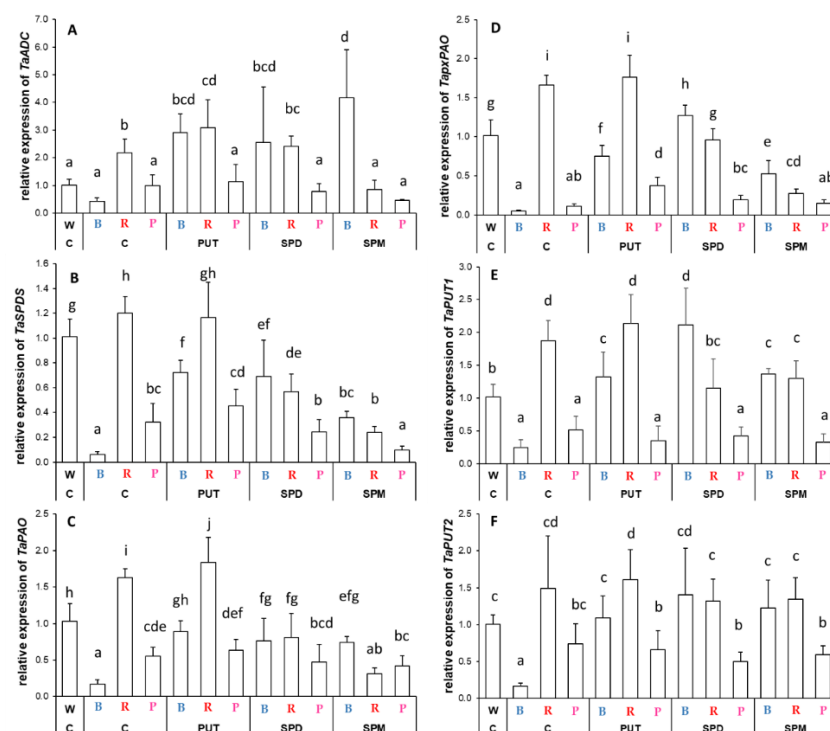 A
relative expression of TaADC
7.0
6.0
5.0
4.0
3.0
2.0
1.0
0.0
a a b a bcd cd a bcd bc a d a a
W B R P B R P B R P B R P
C C PUT SPD SPM
B
relative expression of TaSPDS
1.6
1.4
1.2
1.0
0.8
0.6
0.4
0.2
0.0
g a h bc f gh cd ef de b bc b a
W B R P B R P B R P B R P
C C PUT SPD SPM
C
relative expression of TaPAO
2.5
2.0
1.5
1.0
0.5
0.0
h a i cde gh j def fg fg bcd efg ab bc
W B R P B R P B R P B R P
C C PUT SPD SPM
D
relative expression of TapxPAO
2.5
2.0
1.5
1.0
0.5
0.0
g a i ab f i d h g bc e cd ab
W B R P B R P B R P B R P
C C PUT SPD SPM
E
relative expression of TaPUT1
3.0
2.5
2.0
1.5
1.0
0.5
0.0
b a d a c d a d bc a c c a
W B R P B R P B R P B R P
C C PUT SPD SPM
F
relative expression of TaPUT2
2.5
2.0
1.5
1.0
0.5
0.0
c a cd bc c d b cd c b c c b
W B R P B R P B R P B R P
C C PUT SPD SPM